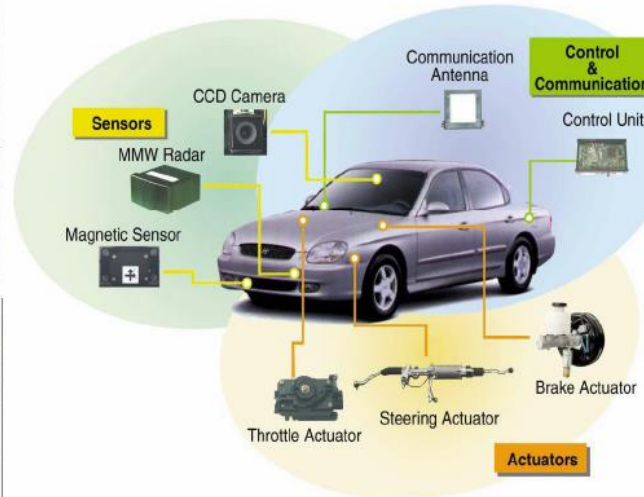 Communication
Antenna
Control
&
Communication
CCD Camera
Sensors
Control Unit
MMW Radar
Magnetic Sensor
Brake Actuator
Steering Actuator
Throttle Actuator
Actuators